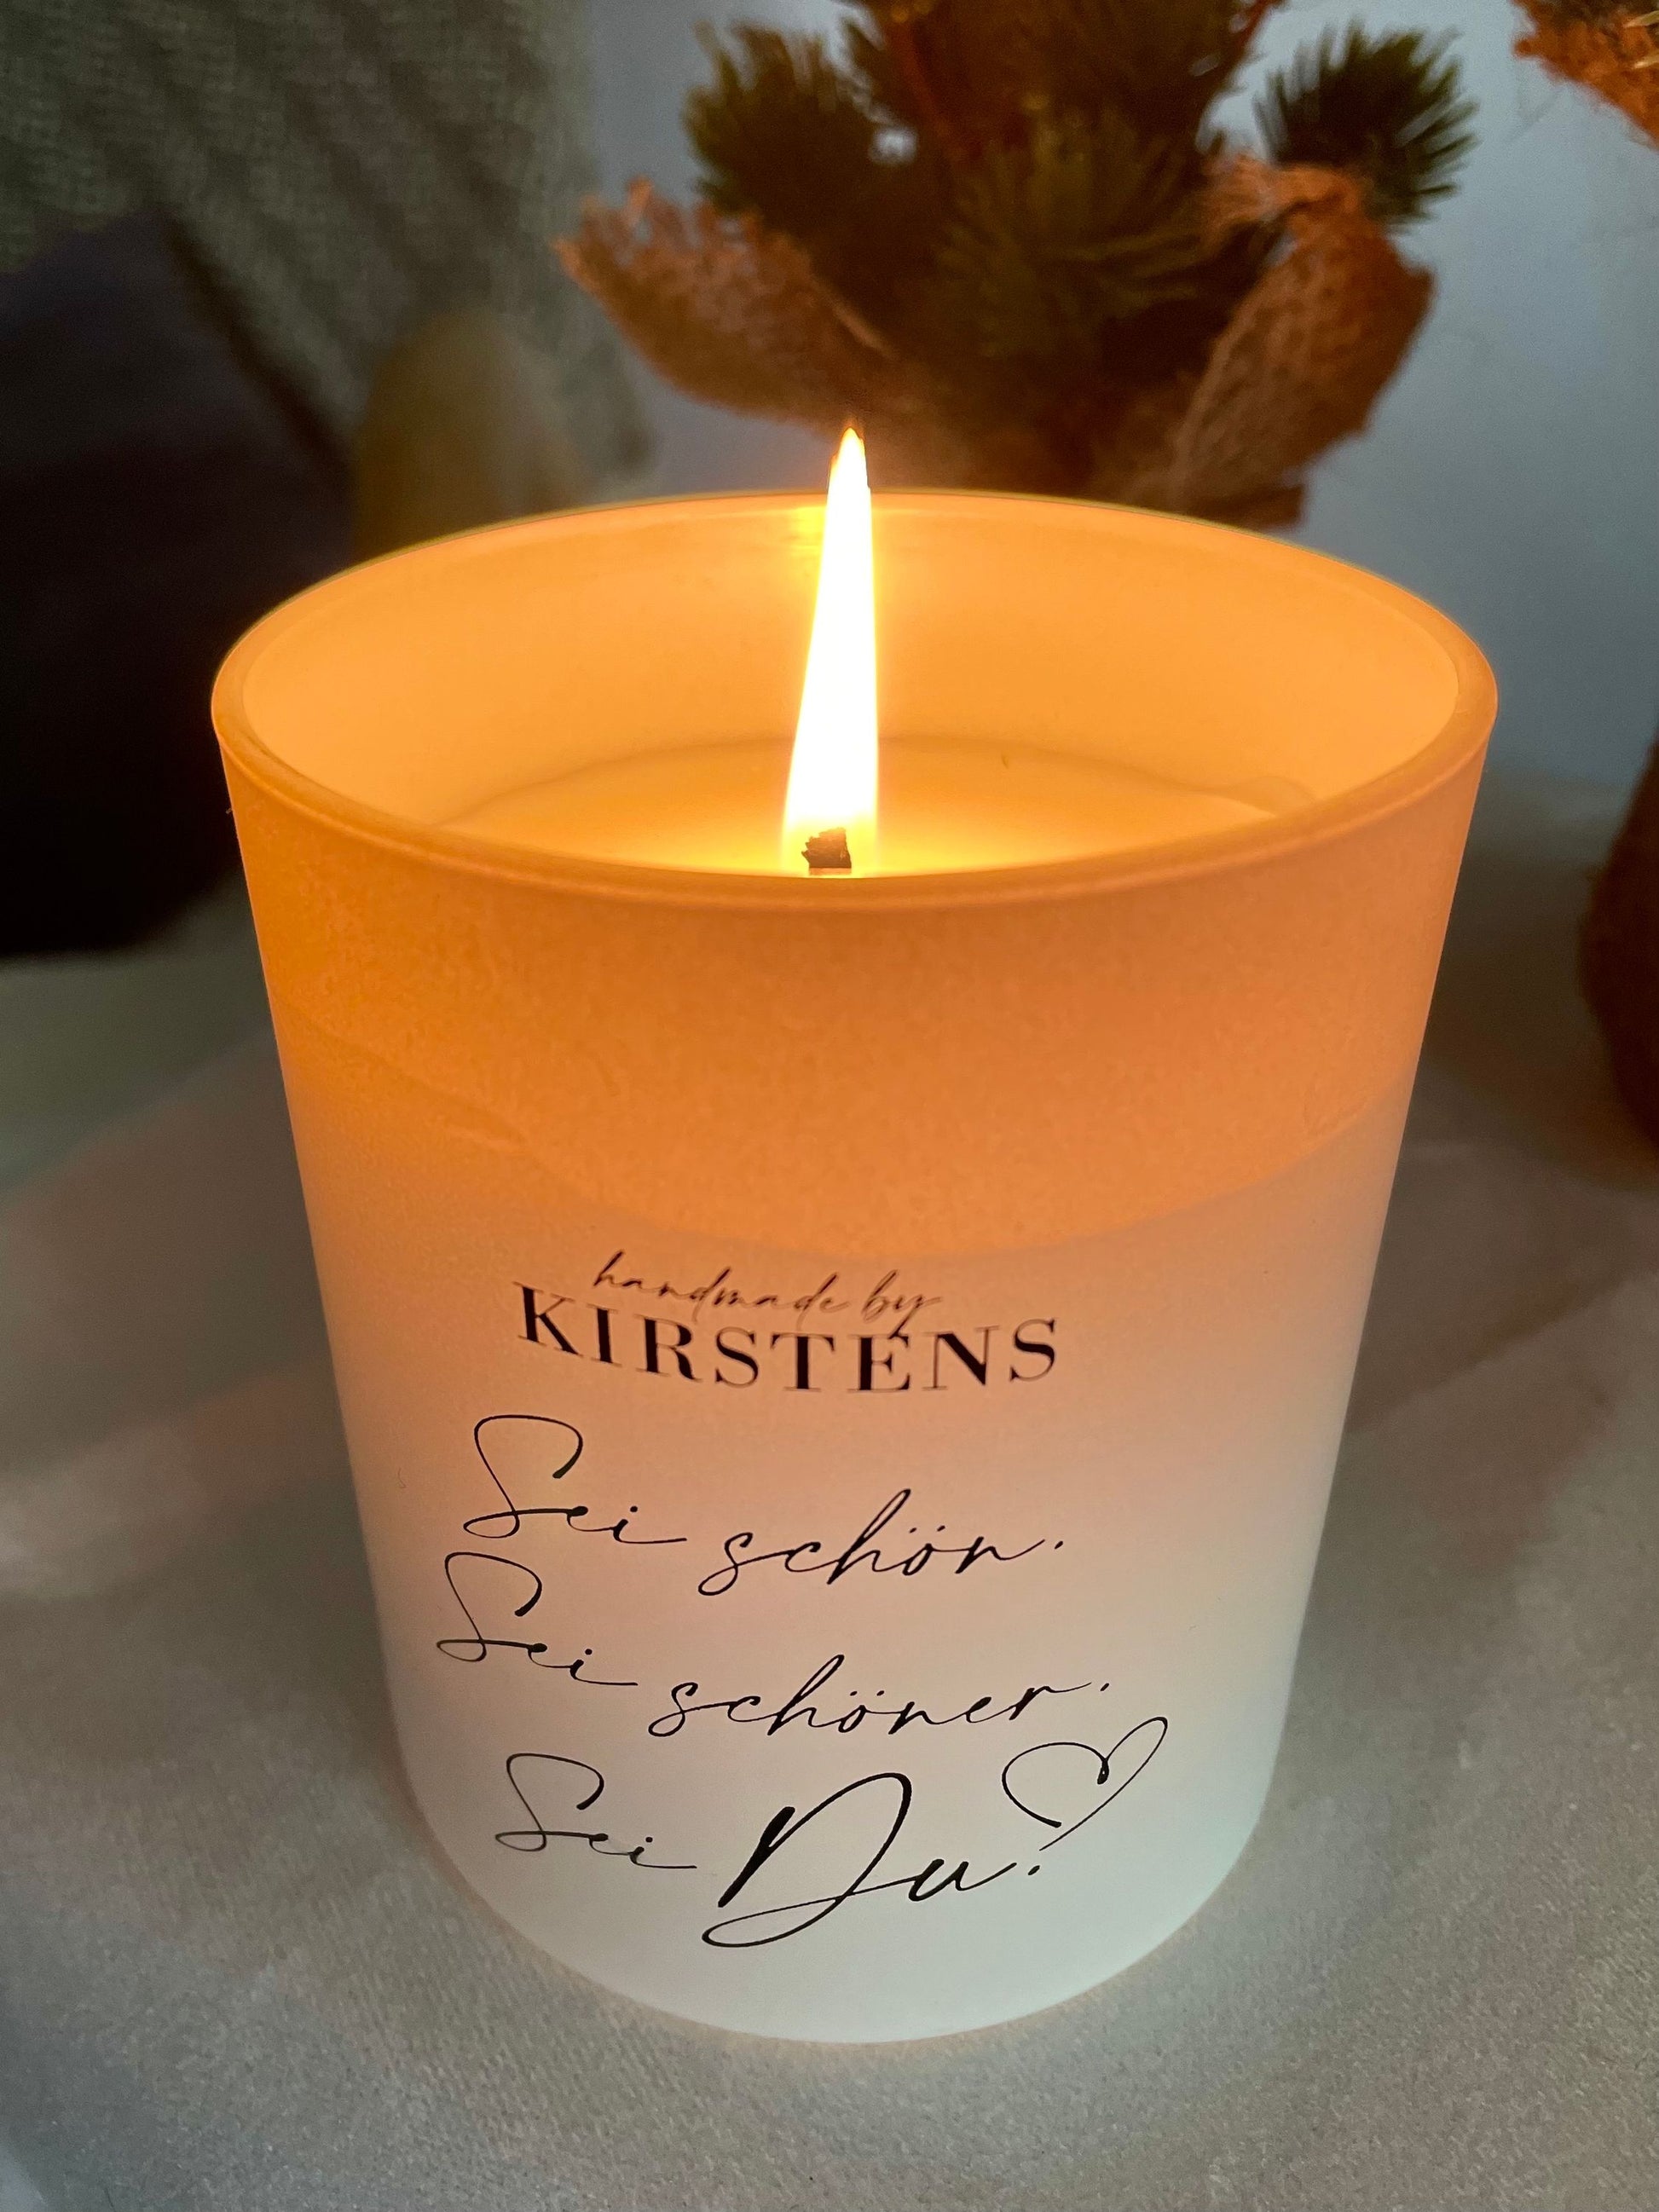 handmade by
KIRSTENS
Sei schön.
Sei schöner.
Sei Du.